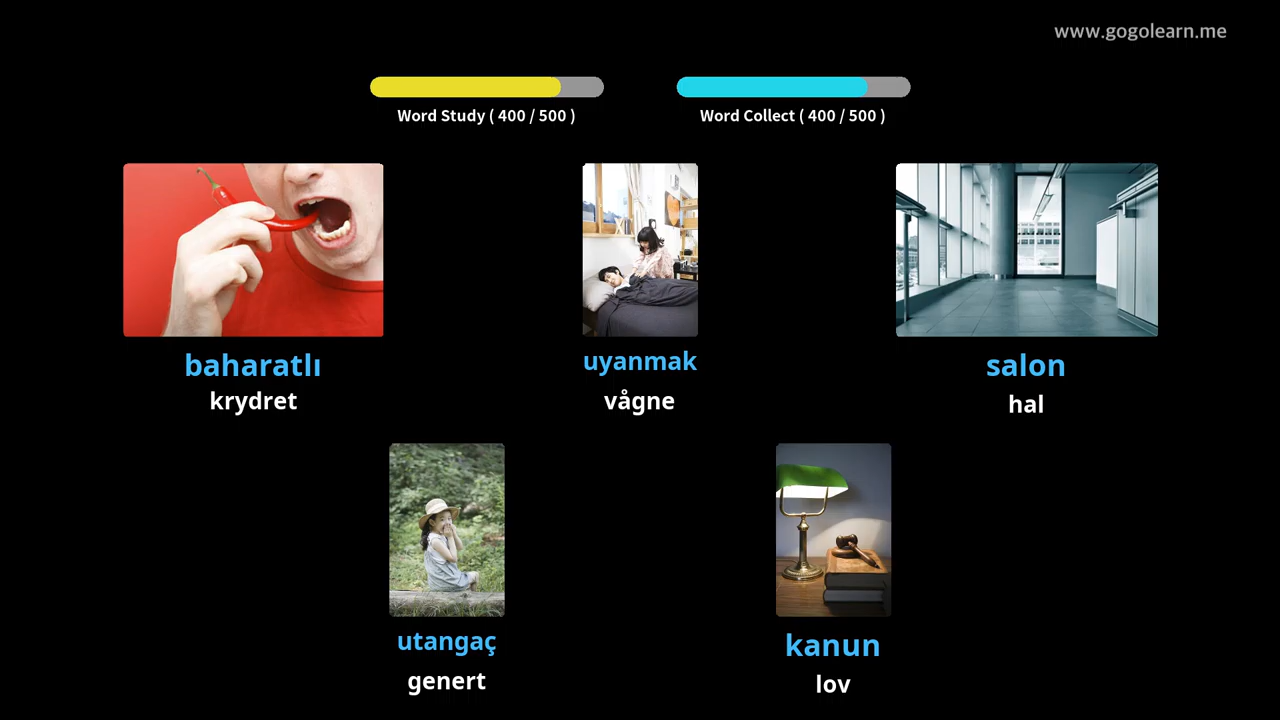 www.gogolearn.me
Word Study ( 400 / 500 )
Word Collect ( 400 / 500 )
baharatlı
krydret
uyanmak
vågne
salon
hal
utangaç
genert
kanun
lov